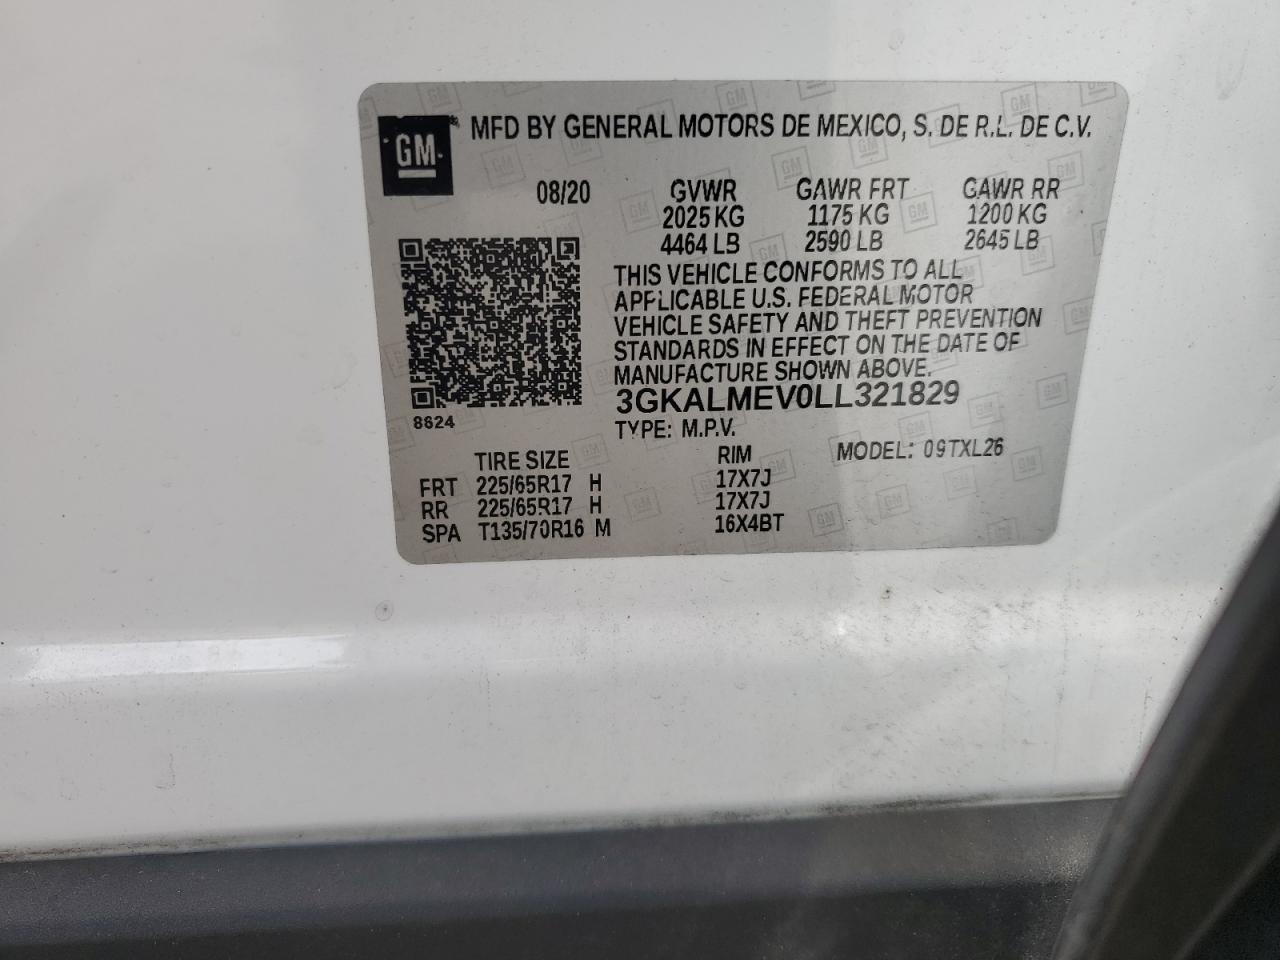 GM
MFD BY GENERAL MOTORS DE MEXICO, S. DE R.L. DE C.V.
08/20 GVWR GAWR FRT GAWR RR
2025 KG 1175 KG 1200 KG
4464 LB 2590 LB 2645 LB
THIS VEHICLE CONFORMS TO ALL
APPLICABLE U.S. FEDERAL MOTOR
VEHICLE SAFETY AND THEFT PREVENTION
STANDARDS IN EFFECT ON THE DATE OF
MANUFACTURE SHOWN ABOVE.
3GKALMEV0LL321829
8624
TYPE: M.P.V.
MODEL: 09TXL26
TIRE SIZE RIM
FRT 225/65R17 H 17X7J
RR 225/65R17 H 17X7J
SPA T135/70R16 M 16X4BT